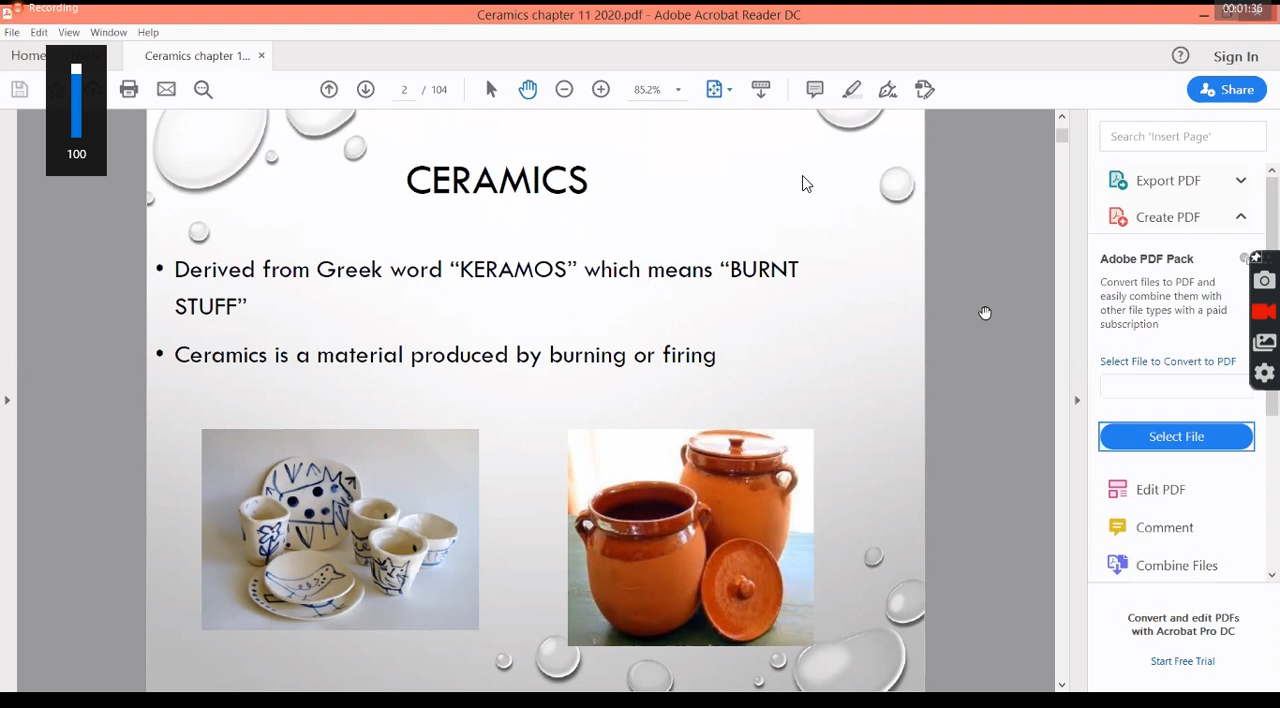 Recording
00:01:36
Ceramics chapter 11 2020.pdf - Adobe Acrobat Reader DC
File Edit View Window Help
Home
Ceramics chapter 1... ×
Sign In
2 / 104
85.2%
Share
100
CERAMICS
• Derived from Greek word “KERAMOS” which means “BURNT
STUFF”
• Ceramics is a material produced by burning or firing
Search 'Insert Page'
Export PDF
Create PDF
Adobe PDF Pack
Convert files to PDF and
easily combine them with
other file types with a paid
subscription
Select File to Convert to PDF
Select File
Edit PDF
Comment
Combine Files
Convert and edit PDFs
with Acrobat Pro DC
Start Free Trial